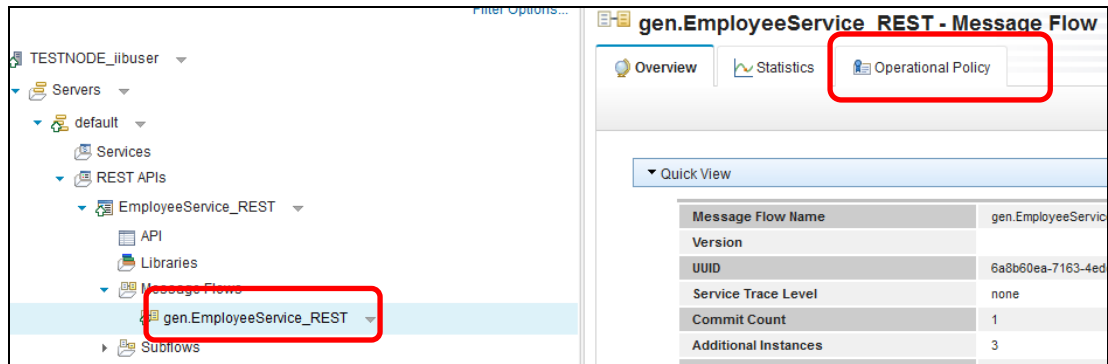 Filter Options...
TESTNODE_iibuser
Servers
default
Services
REST APIs
EmployeeService_REST
API
Libraries
Message Flows
gen.EmployeeService_REST
Subflows
gen.EmployeeService_REST - Message Flow
Overview Statistics Operational Policy
Quick View
Message Flow Name gen.EmployeeService
Version
UUID 6a8b60ea-7163-4ed
Service Trace Level none
Commit Count 1
Additional Instances 3